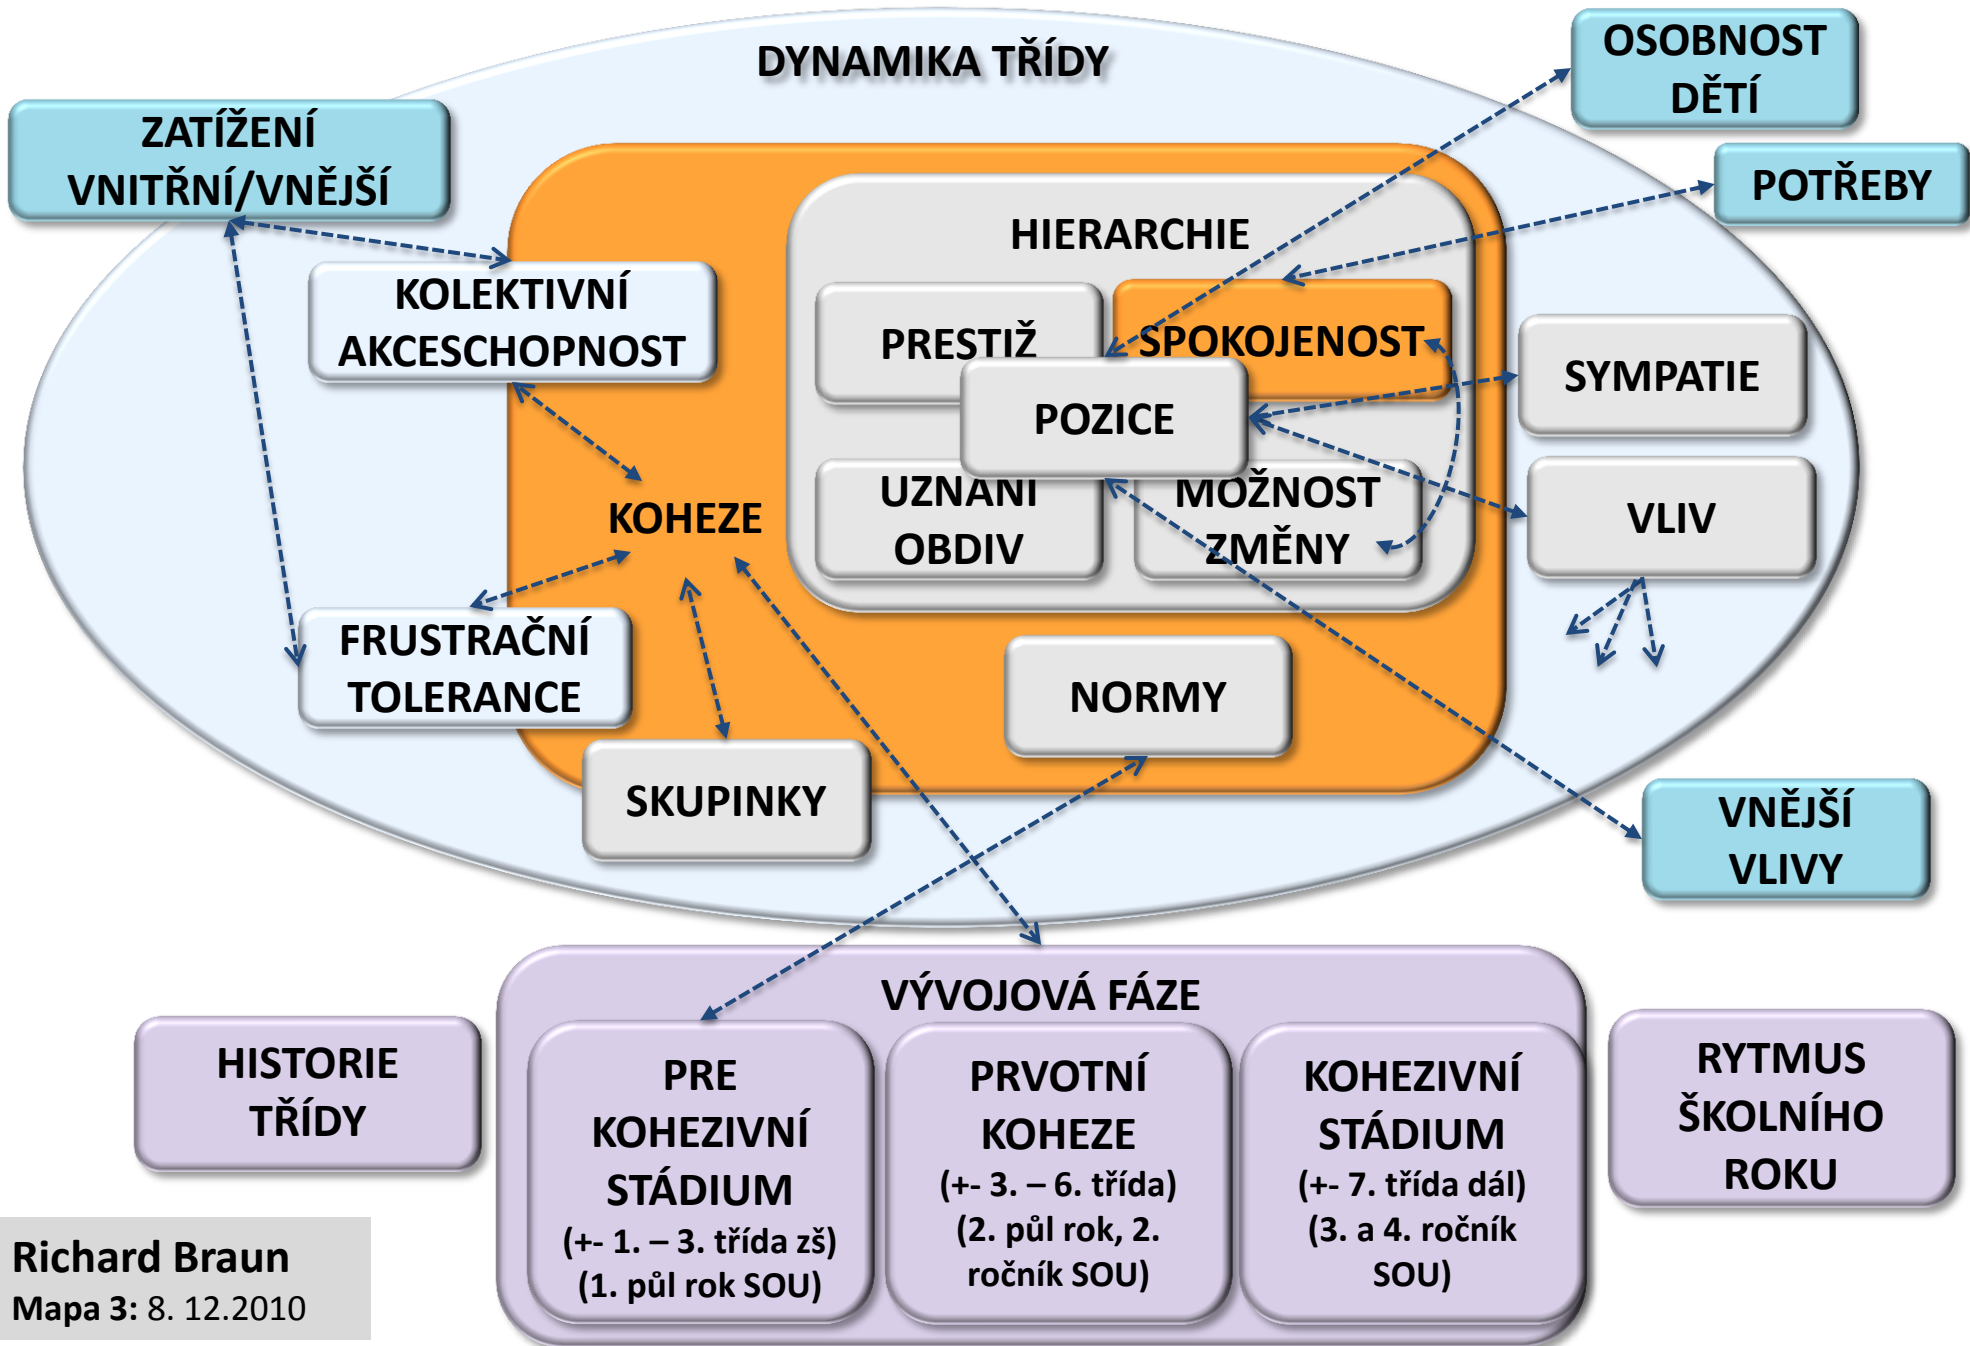 DYNAMIKA TŘÍDY
OSOBNOST
DĚTÍ
ZATÍŽENÍ
VNITŘNÍ/VNĚJŠÍ
POTŘEBY
HIERARCHIE
KOLEKTIVNÍ
AKCESCHOPNOST
PRESTIŽ
SPOKOJENOST
SYMPATIE
POZICE
UZNÁNÍ
OBDIV
MOŽNOST
ZMĚNY
KOHEZE
VLIV
FRUSTRAČNÍ
TOLERANCE
NORMY
SKUPINKY
VNĚJŠÍ
VLIVY
VÝVOJOVÁ FÁZE
HISTORIE
TŘÍDY
PRE
KOHEZIVNÍ
STÁDIUM
(+- 1. – 3. třída zš)
(1. půl rok SOU)
PRVOTNÍ
KOHEZE
(+- 3. – 6. třída)
(2. půl rok, 2.
ročník SOU)
KOHEZIVNÍ
STÁDIUM
(+- 7. třída dál)
(3. a 4. ročník
SOU)
RYTMUS
ŠKOLNÍHO
ROKU
Richard Braun
Mapa 3: 8. 12.2010